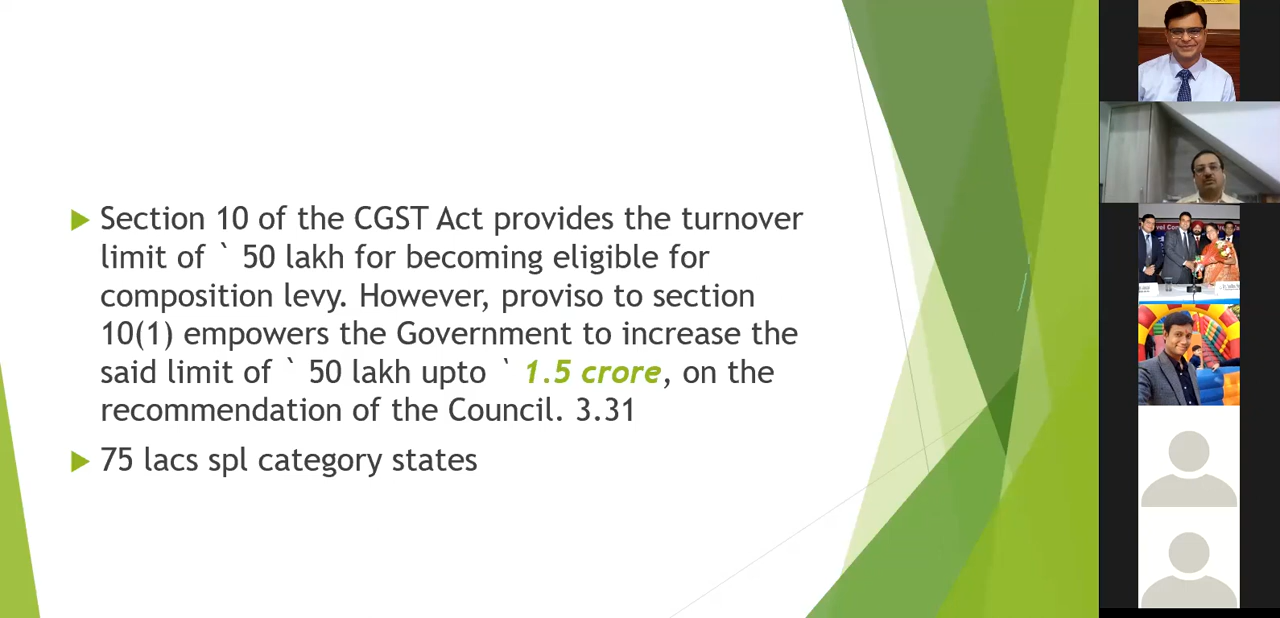 Section 10 of the CGST Act provides the turnover
limit of ` 50 lakh for becoming eligible for
composition levy. However, proviso to section
10(1) empowers the Government to increase the
said limit of ` 50 lakh upto ` 1.5 crore, on the
recommendation of the Council. 3.31
75 lacs spl category states